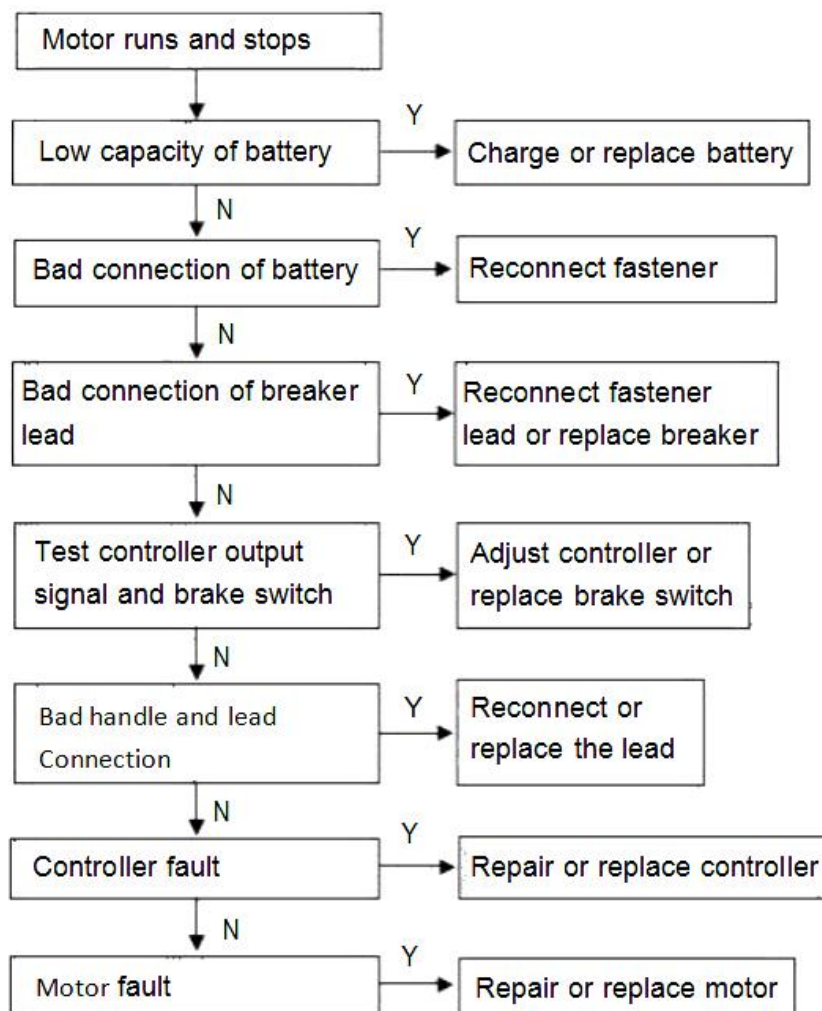 Motor runs and stops
Y
Low capacity of battery
Charge or replace battery
N
Y
Bad connection of battery
Reconnect fastener
N
Bad connection of breaker
lead
Y
Reconnect fastener
lead or replace breaker
N
Test controller output
signal and brake switch
Y
Adjust controller or
replace brake switch
N
Bad handle and lead
Connection
Y
Reconnect or
replace the lead
N
Y
Controller fault
Repair or replace controller
N
Y
Motor fault
Repair or replace motor